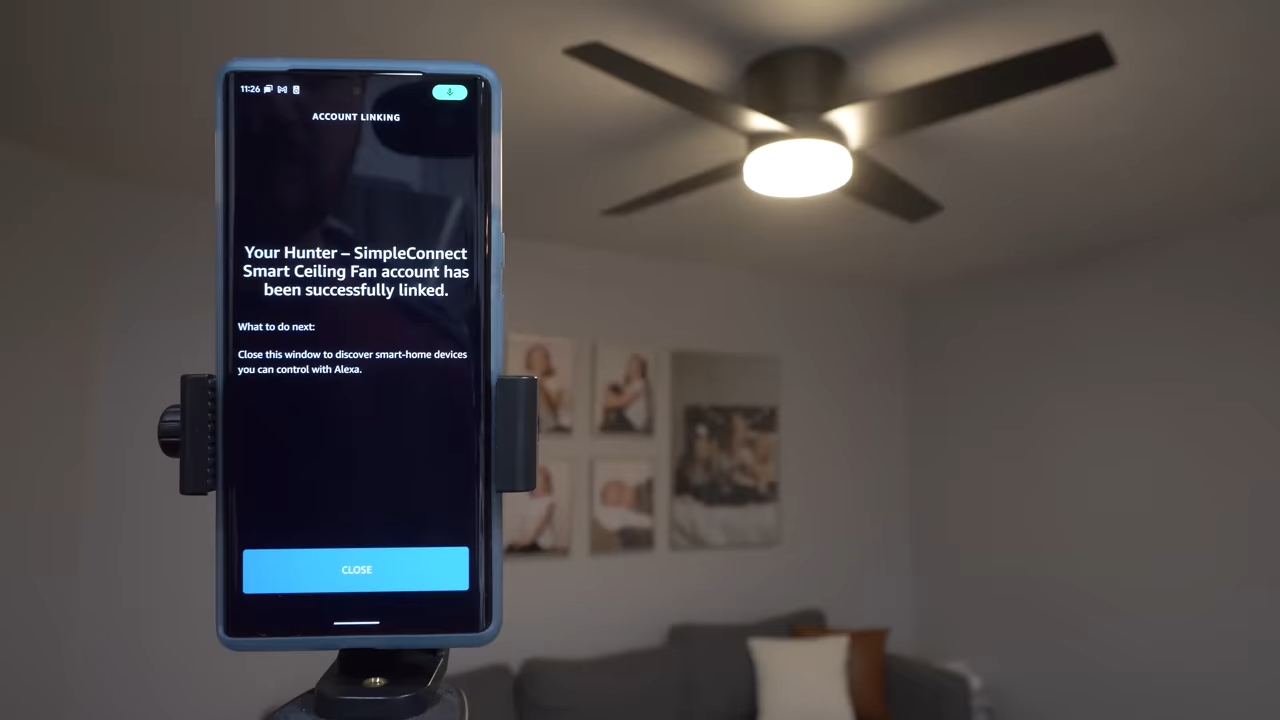 11:26
ACCOUNT LINKING
Your Hunter – SimpleConnect
Smart Ceiling Fan account has
been successfully linked.
What to do next:
Close this window to discover smart-home devices
you can control with Alexa.
CLOSE